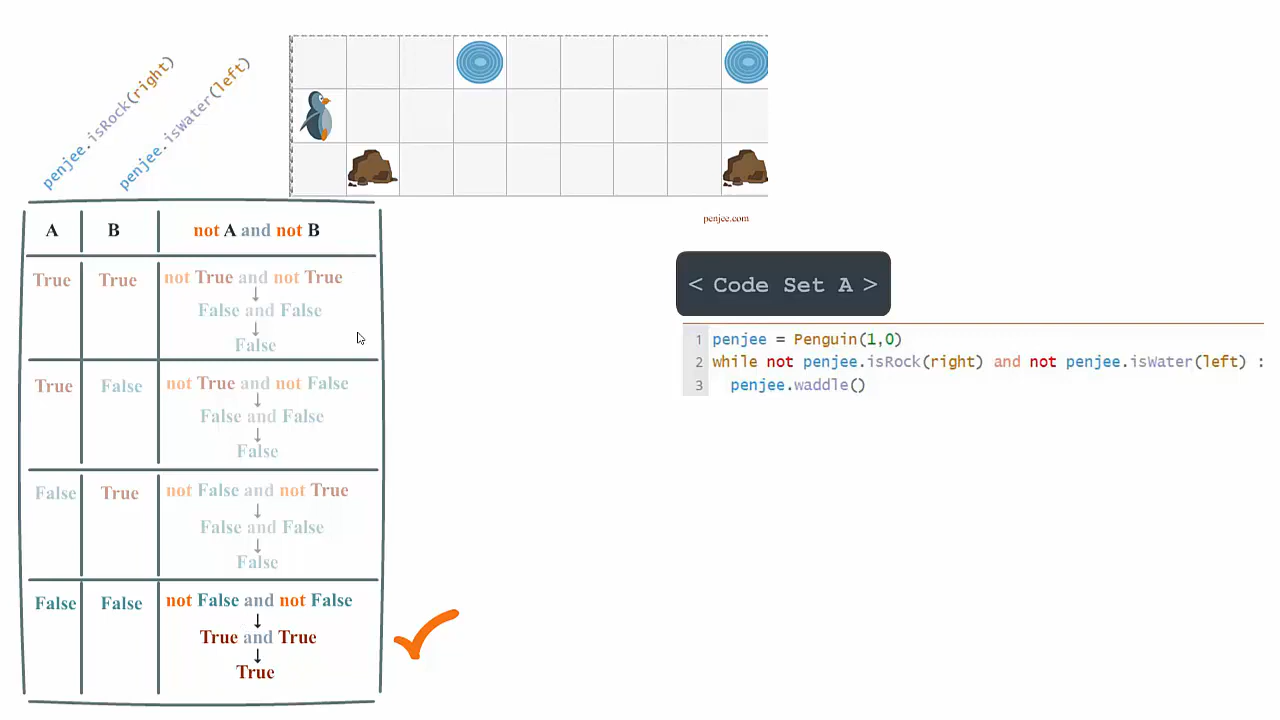 penjee.isRock(right)
penjee.isWater(left)
A B not A and not B
True True not True and not True
False and False
False
True False not True and not False
False and False
False
False True not False and not True
False and False
False
False False not False and not False
True and True
True
penjee.com
< Code Set A >
1 penjee = Penguin(1,0)
2 while not penjee.isRock(right) and not penjee.isWater(left) :
3 penjee.waddle()